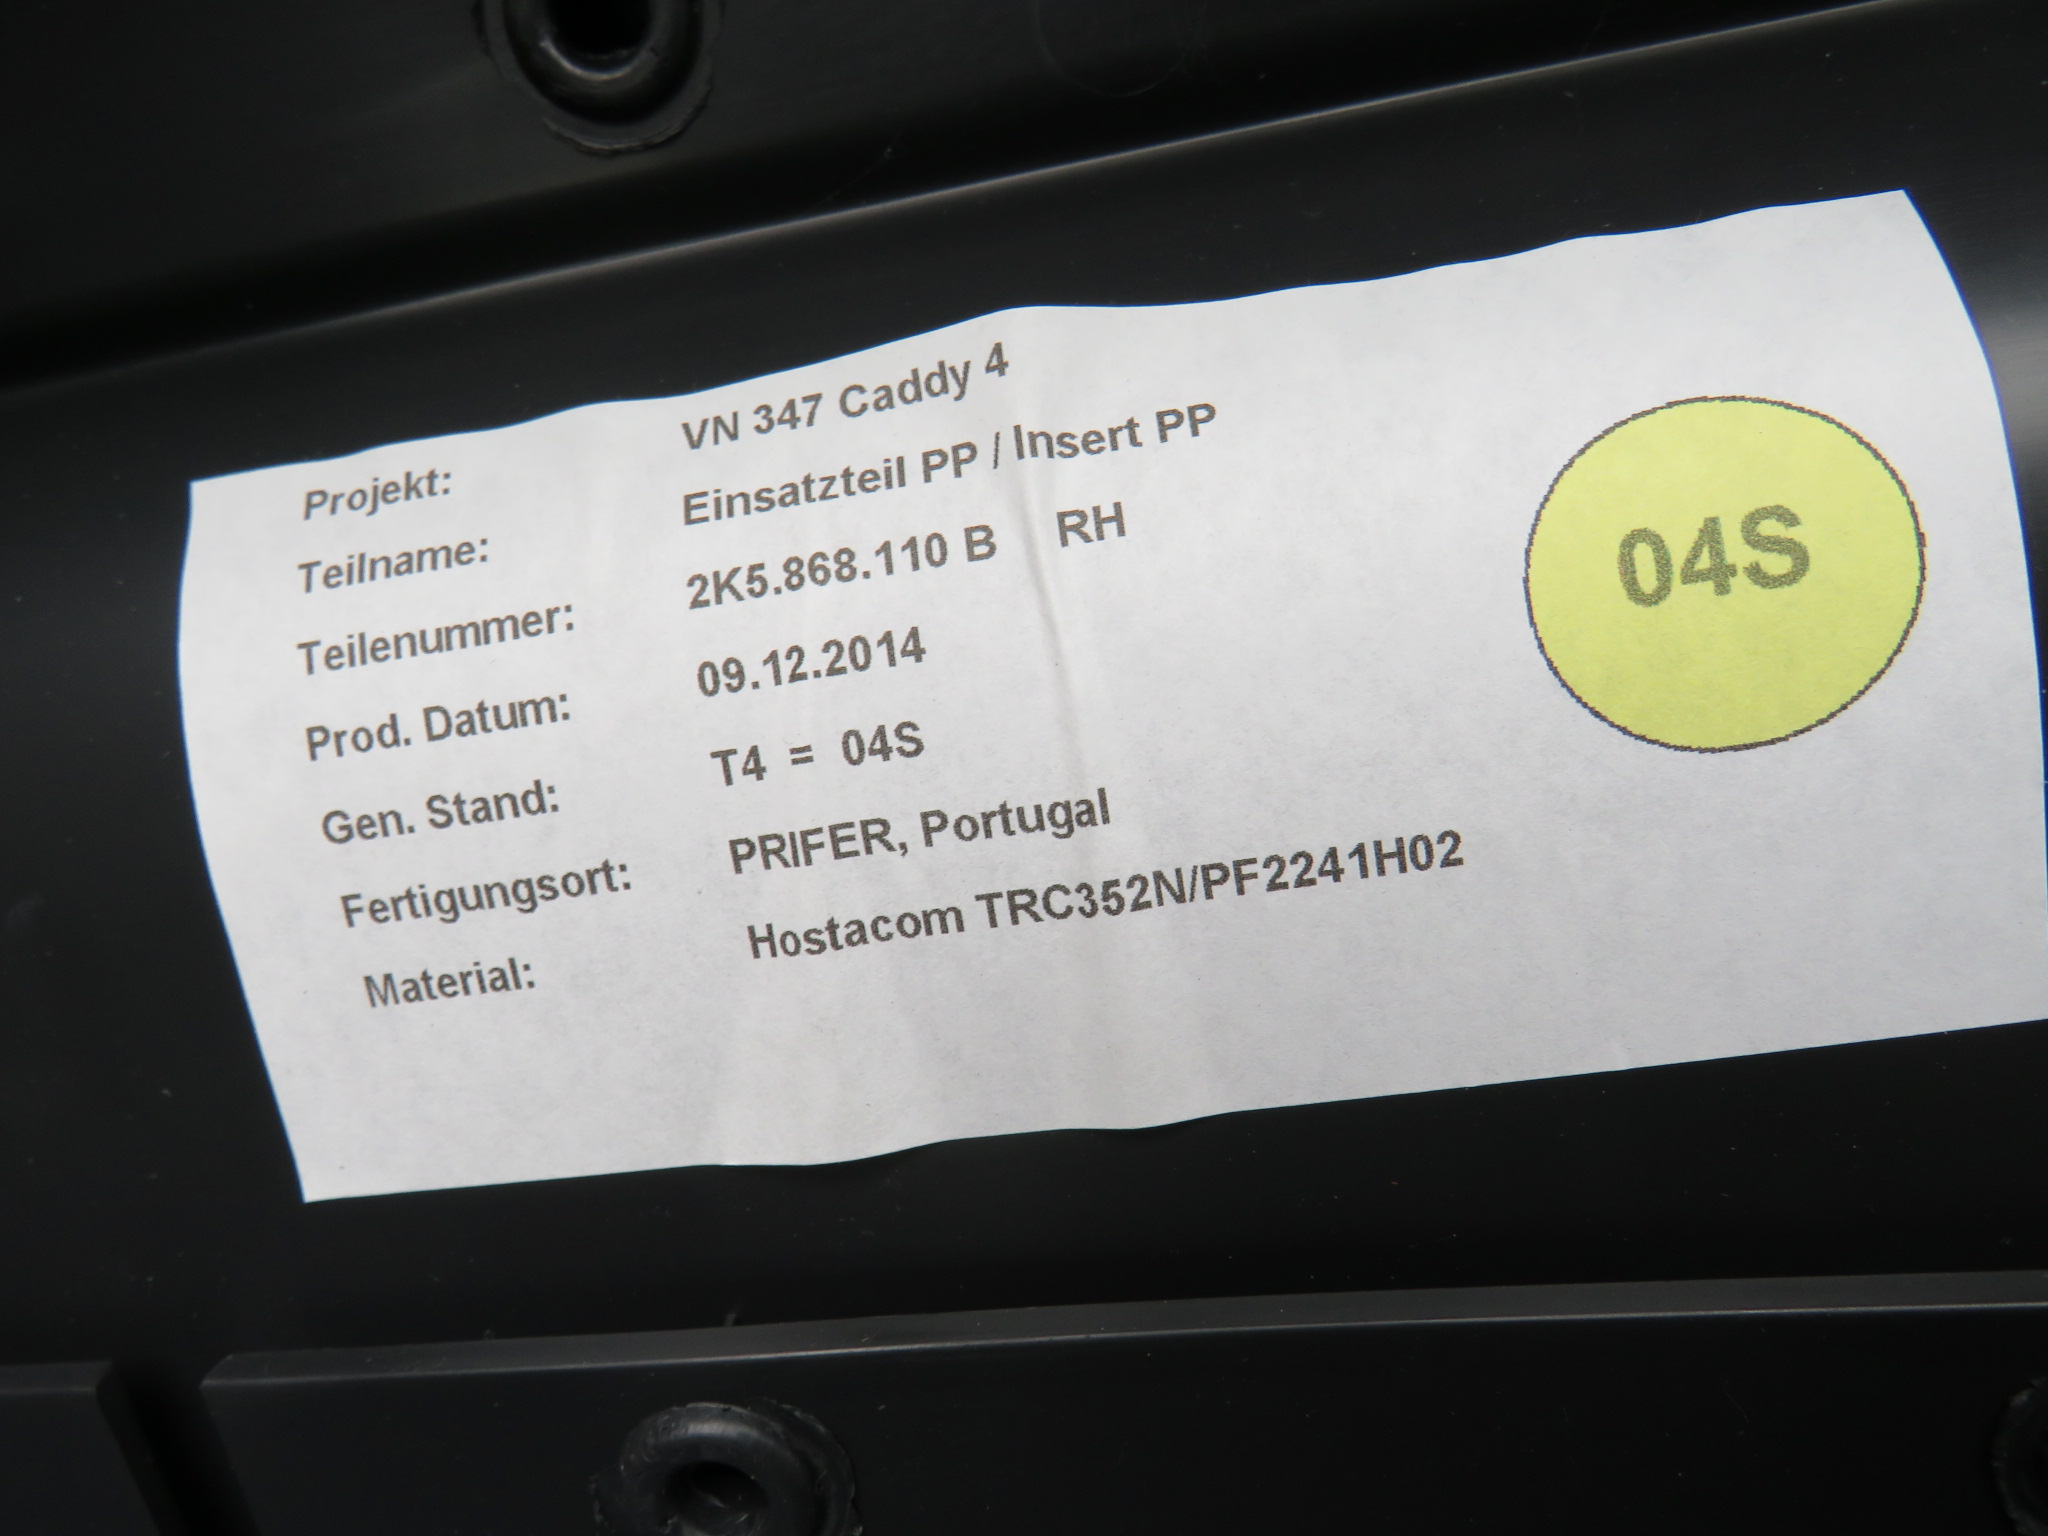 Projekt: VN 347 Caddy 4
Teilname: Einsatzteil PP / Insert PP
Teilenummer: 2K5.868.110 B RH
Prod. Datum: 09.12.2014
Gen. Stand: T4 = 04S
Fertigungsort: PRIFER, Portugal
Material: Hostacom TRC352N/PF2241H02
04S